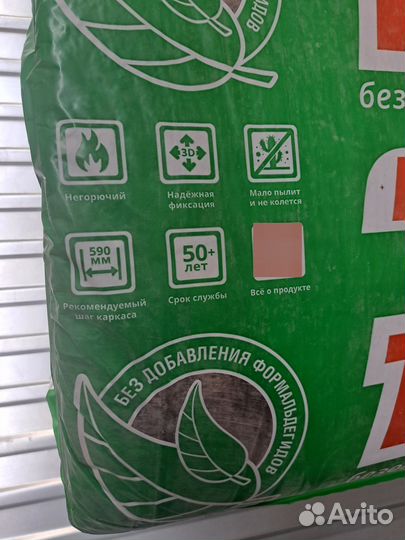 без
3D
Негорючий
Надёжная
фиксация
Мало пылит
и не колется
590
мм
50+
лет
Рекомендуемый
шаг каркаса
Срок службы
Всё о продукте
БЕЗ ДОБАВЛЕНИЯ ФОРМАЛЬДЕГИДОВ
Avito